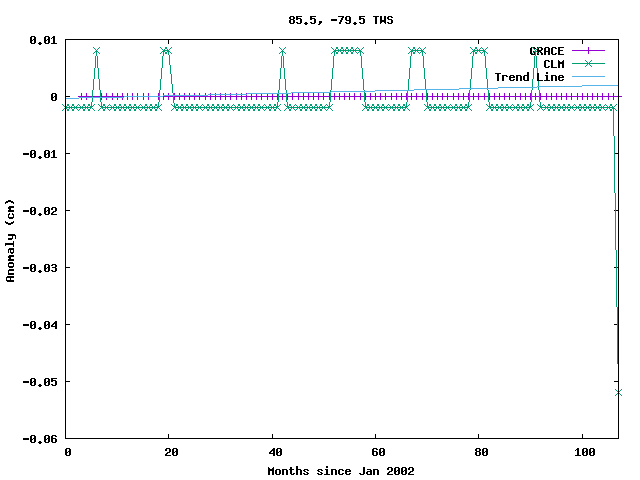 85.5, -79.5 TWS
0.01
0
-0.01
-0.02
-0.03
-0.04
-0.05
-0.06
Anomaly (cm)
GRACE
CLM
Trend Line
0 20 40 60 80 100
Months since Jan 2002